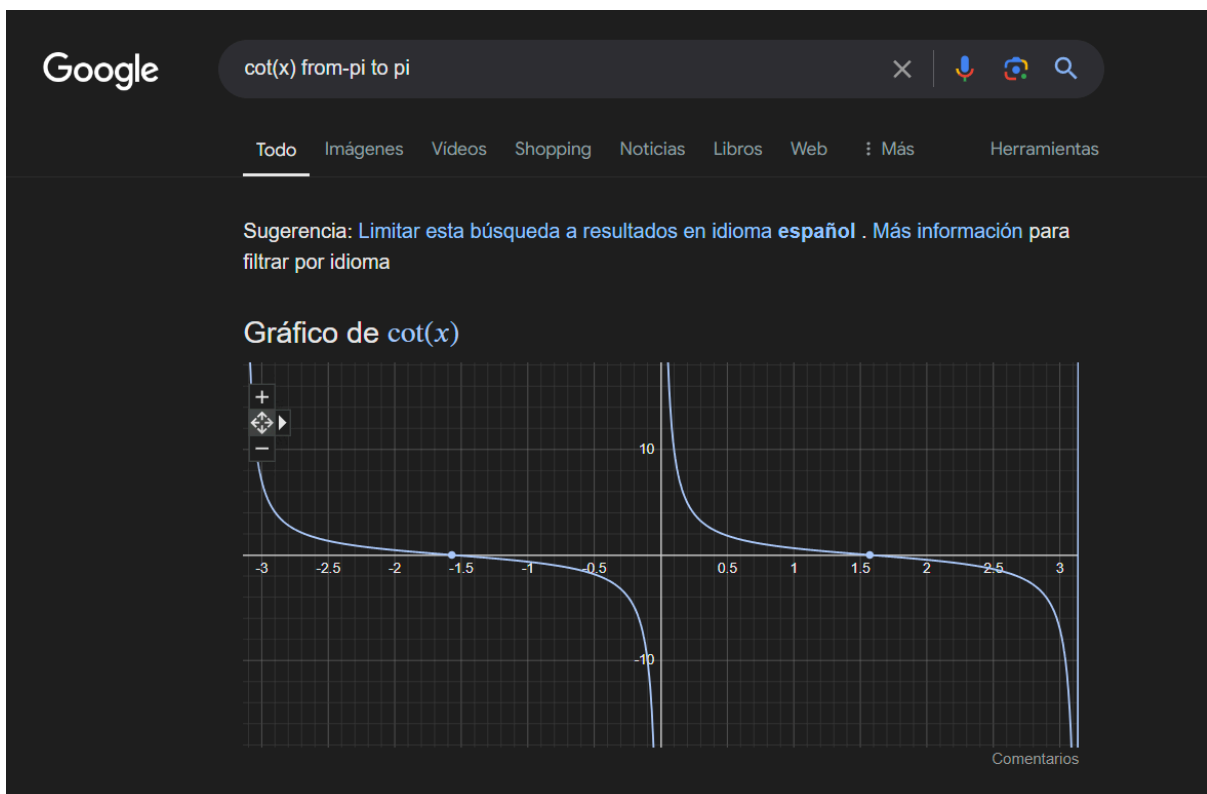 Google
cot(x) from-pi to pi
Todo Imágenes Vídeos Shopping Noticias Libros Web Más Herramientas
Sugerencia: Limitar esta búsqueda a resultados en idioma español . Más información para
filtrar por idioma
Gráfico de cot(x)
10
-3 -2.5 -2 -1.5 -1 -0.5 0.5 1 1.5 2 2.5 3
-10
Comentarios